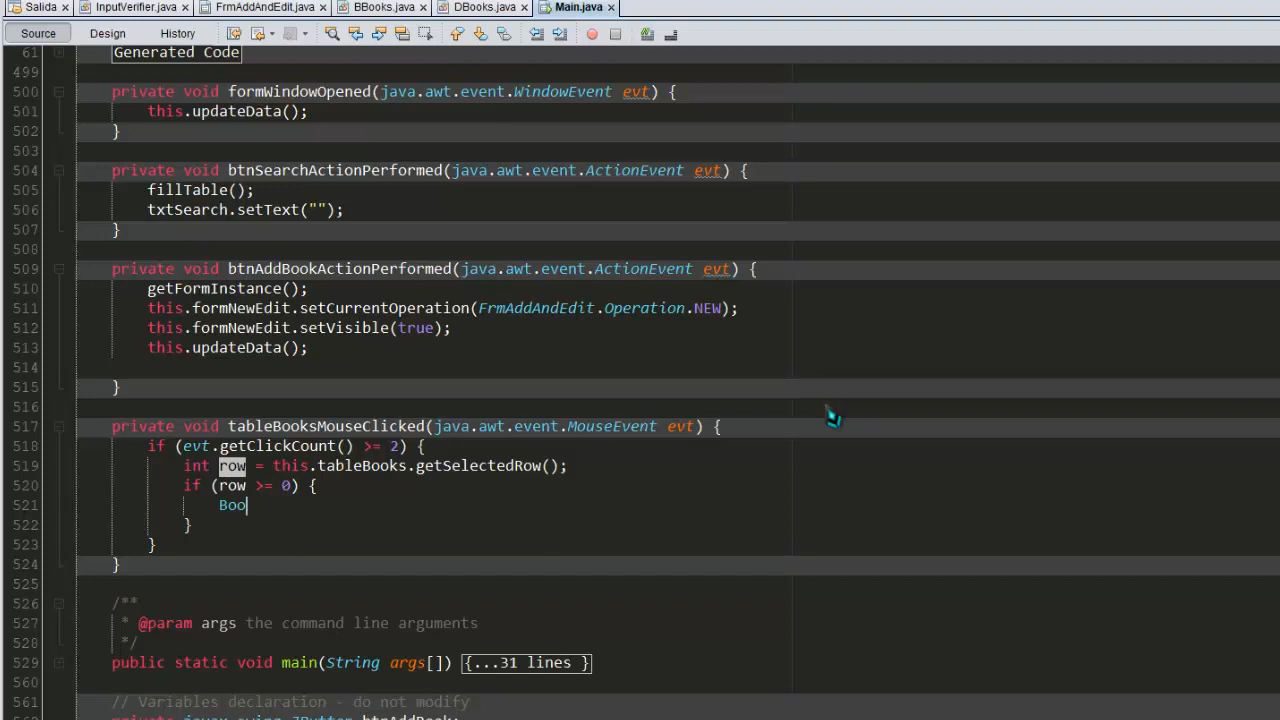 Salida InputVerifier.java FrmAddAndEdit.java BBooks.java DBooks.java Main.java
Source Design History
61 Generated Code
499
500 private void formWindowOpened(java.awt.event.WindowEvent evt) {
501 this.updateData();
502 }
503
504 private void btnSearchActionPerformed(java.awt.event.ActionEvent evt) {
505 fillTable();
506 txtSearch.setText("");
507 }
508
509 private void btnAddBookActionPerformed(java.awt.event.ActionEvent evt) {
510 getFormInstance();
511 this.formNewEdit.setCurrentOperation(FrmAddAndEdit.Operation.NEW);
512 this.formNewEdit.setVisible(true);
513 this.updateData();
514
515 }
516
517 private void tableBooksMouseClicked(java.awt.event.MouseEvent evt) {
518 if (evt.getClickCount() >= 2) {
519 int row = this.tableBooks.getSelectedRow();
520 if (row >= 0) {
521 Boo
522 }
523 }
524 }
525
526 /**
527 * @param args the command line arguments
528 */
529 public static void main(String args[]) {...31 lines }
560
561 // Variables declaration - do not modify